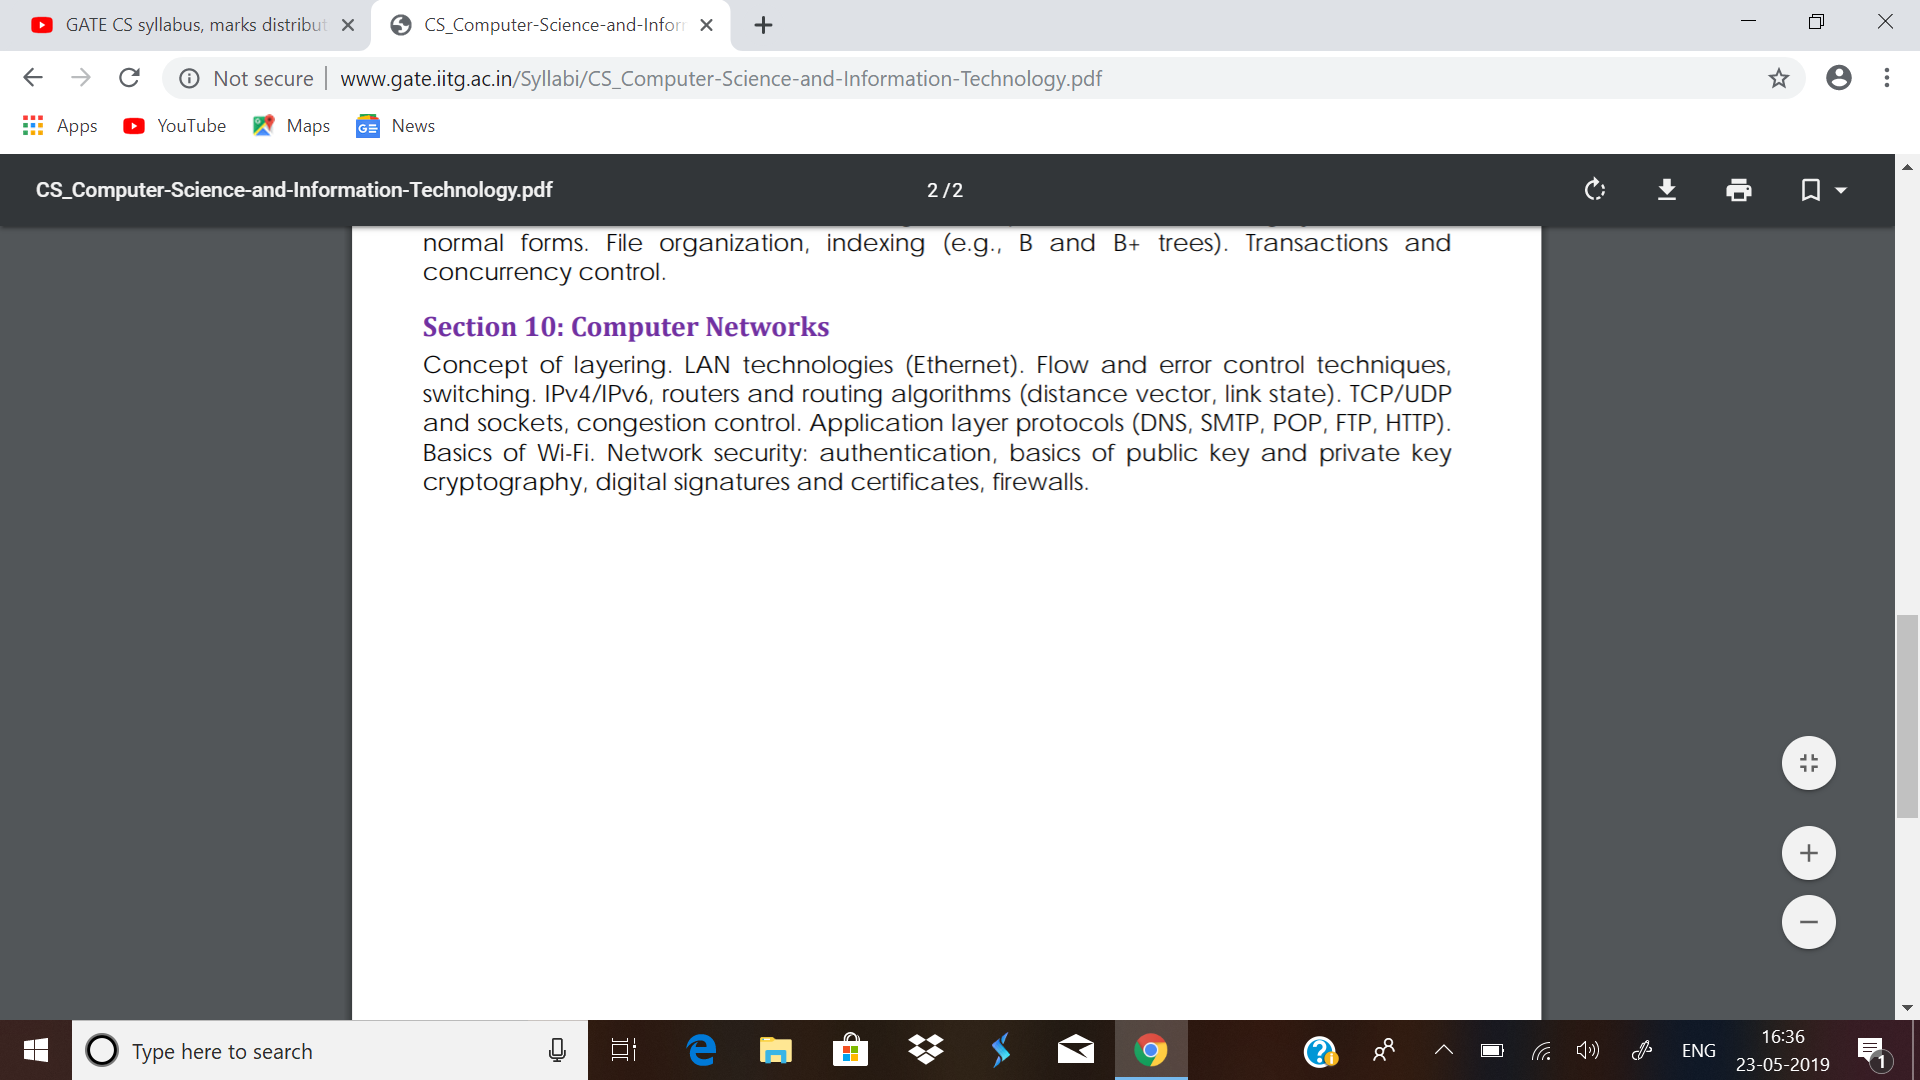 GATE CS syllabus, marks distribut
CS_Computer-Science-and-Infor
Not secure
www.gate.iitg.ac.in/Syllabi/CS_Computer-Science-and-Information-Technology.pdf
Apps
YouTube
Maps
News
CS_Computer-Science-and-Information-Technology.pdf
2 / 2
normal forms. File organization, indexing (e.g., B and B+ trees). Transactions and
concurrency control.
Section 10: Computer Networks
Concept of layering. LAN technologies (Ethernet). Flow and error control techniques,
switching. IPv4/IPv6, routers and routing algorithms (distance vector, link state). TCP/UDP
and sockets, congestion control. Application layer protocols (DNS, SMTP, POP, FTP, HTTP).
Basics of Wi-Fi. Network security: authentication, basics of public key and private key
cryptography, digital signatures and certificates, firewalls.
Type here to search
ENG
16:36
23-05-2019
1